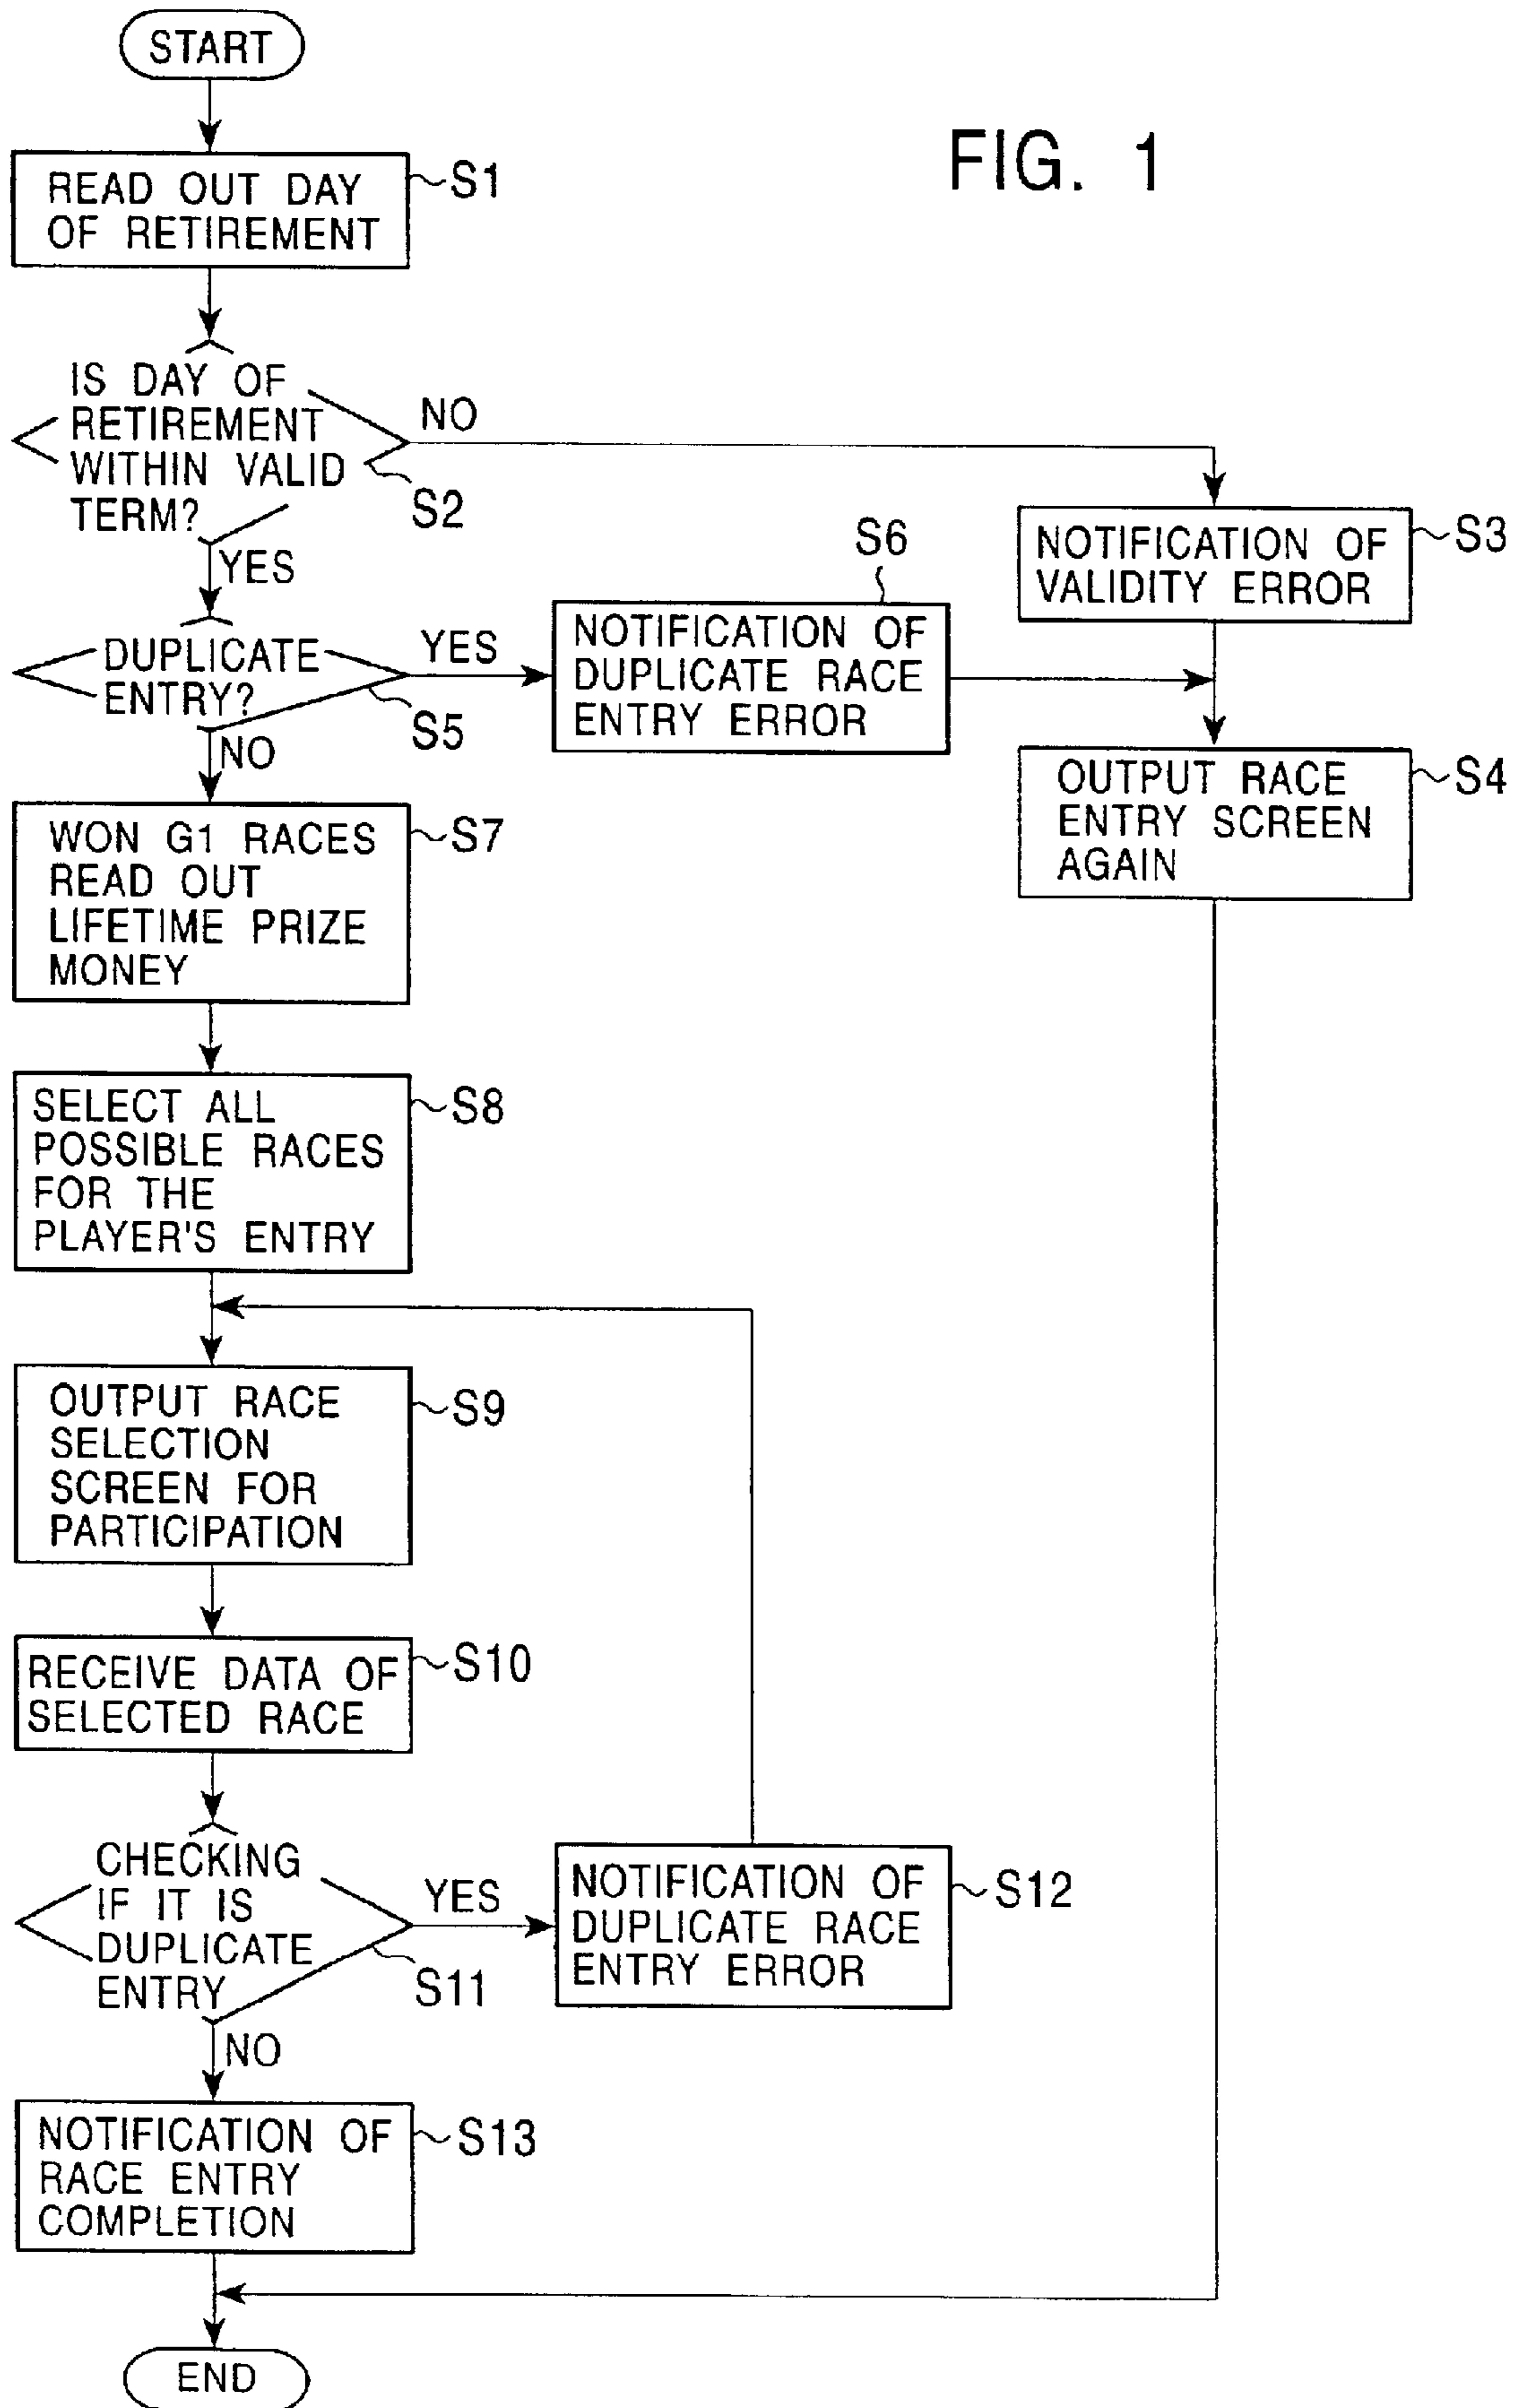 START
FIG. 1
READ OUT DAY
OF RETIREMENT
S1
IS DAY OF
RETIREMENT
WITHIN VALID
TERM?
NO
S2
YES
S3
NOTIFICATION OF
VALIDITY ERROR
S6
NOTIFICATION OF
DUPLICATE RACE
ENTRY ERROR
DUPLICATE
ENTRY?
YES
S5
NO
S4
OUTPUT RACE
ENTRY SCREEN
AGAIN
WON G1 RACES
READ OUT
LIFETIME PRIZE
MONEY
S7
SELECT ALL
POSSIBLE RACES
FOR THE
PLAYER'S ENTRY
S8
OUTPUT RACE
SELECTION
SCREEN FOR
PARTICIPATION
S9
RECEIVE DATA OF
SELECTED RACE
S10
CHECKING
IF IT IS
DUPLICATE
ENTRY
YES
S11
NO
NOTIFICATION OF
DUPLICATE RACE
ENTRY ERROR
S12
NOTIFICATION OF
RACE ENTRY
COMPLETION
S13
END